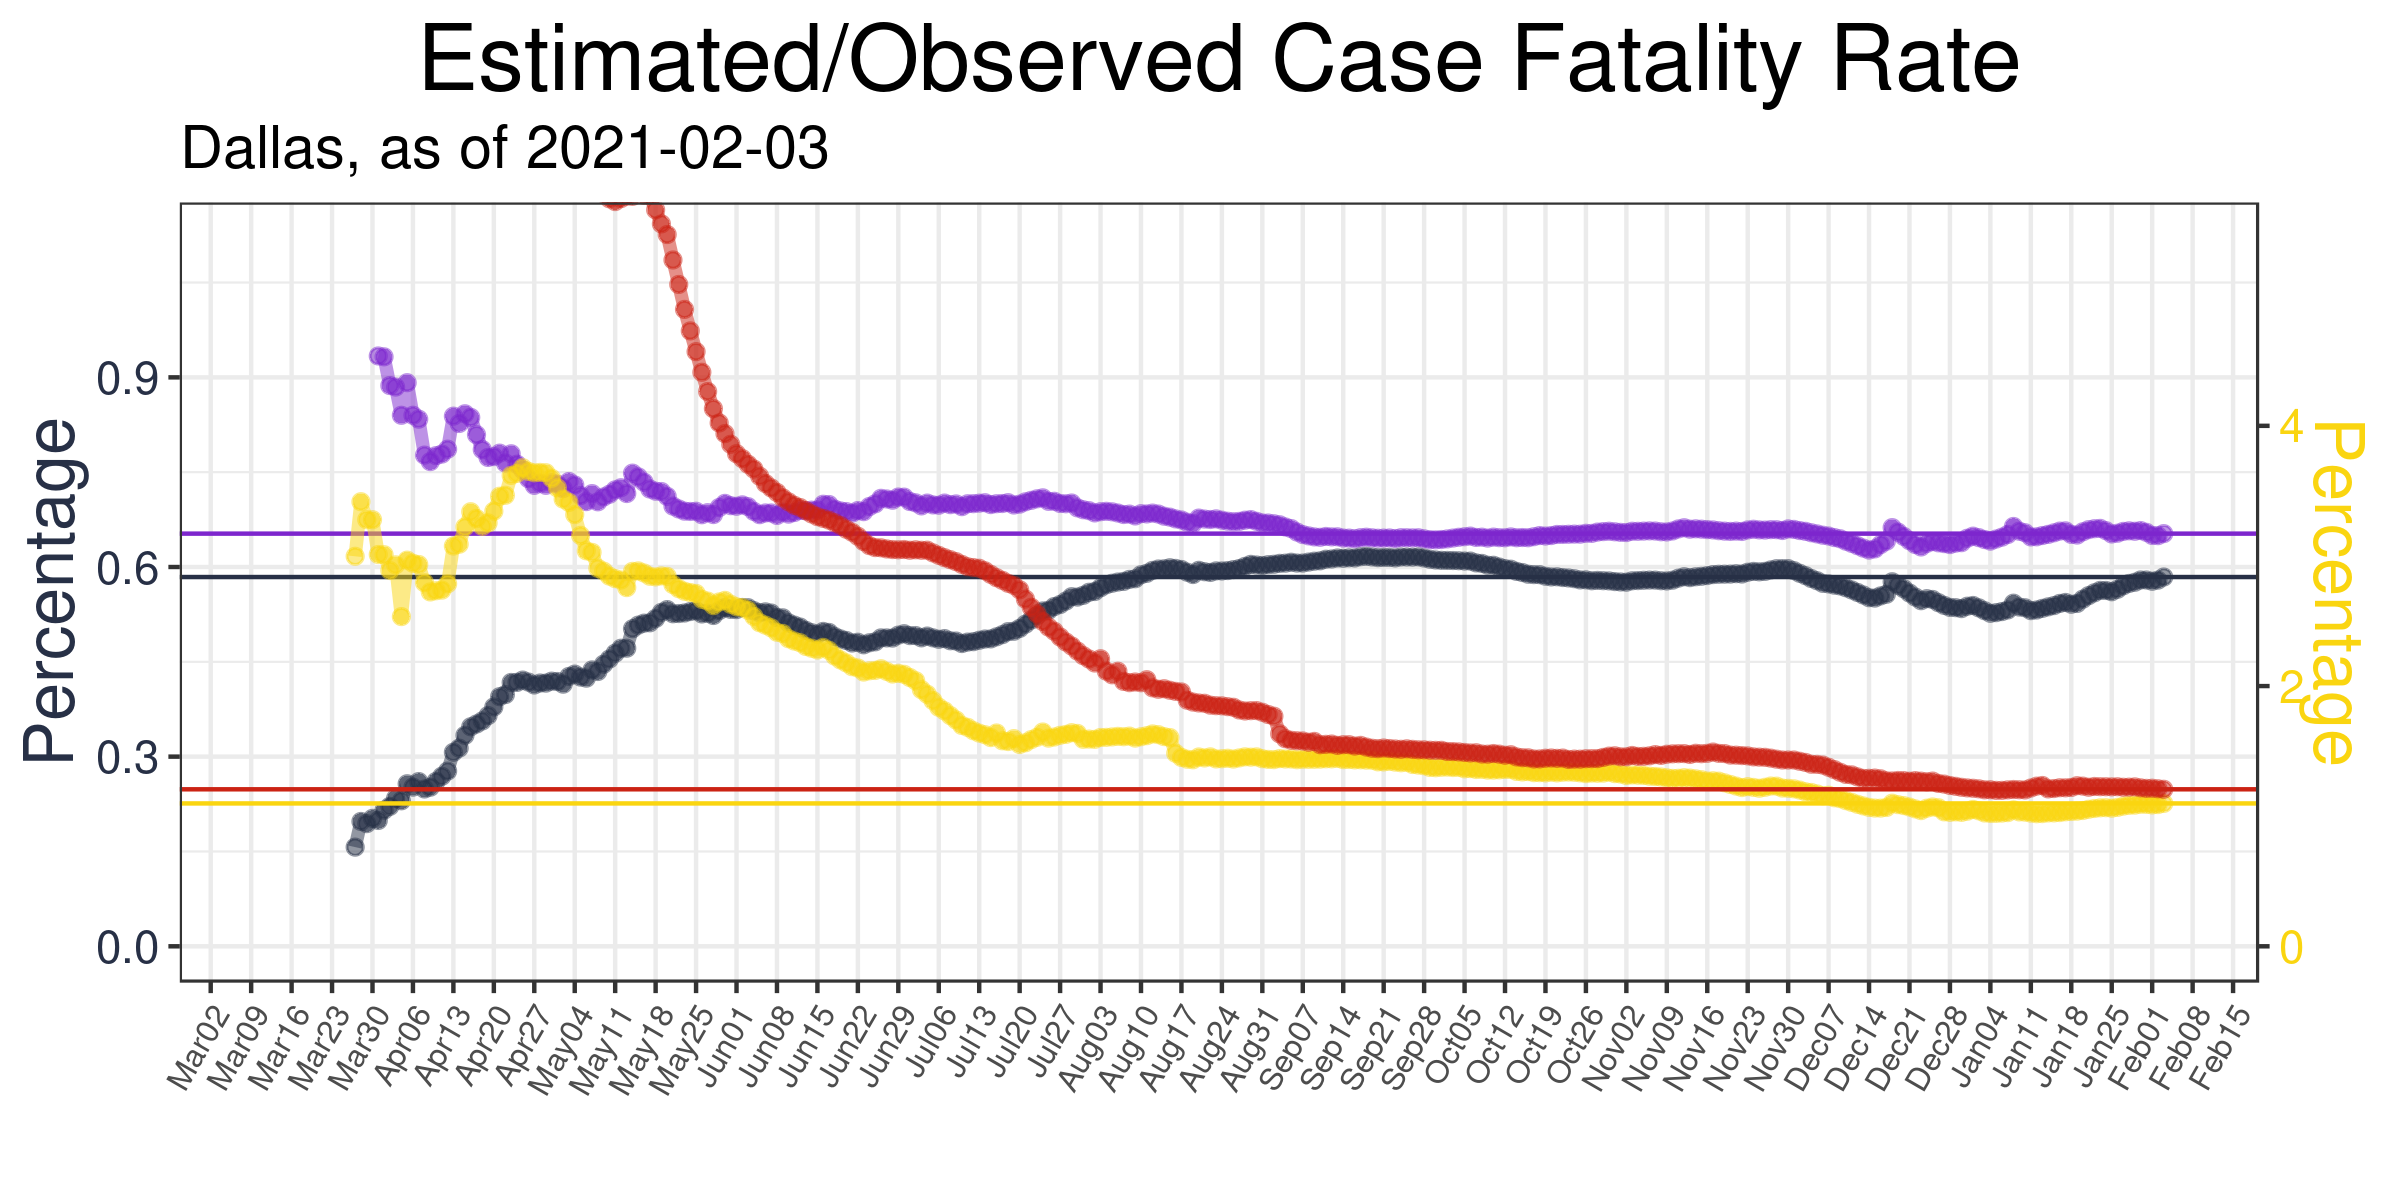 Estimated/Observed Case Fatality Rate
Dallas, as of 2021-02-03
Percentage
0.9
0.6
0.3
0.0
4
2
0
Percentage
Mar02
Mar09
Mar16
Mar23
Mar30
Apr06
Apr13
Apr20
Apr27
May04
May11
May18
May25
Jun01
Jun08
Jun15
Jun22
Jun29
Jul06
Jul13
Jul20
Jul27
Aug03
Aug10
Aug17
Aug24
Aug31
Sep07
Sep14
Sep21
Sep28
Oct05
Oct12
Oct19
Oct26
Nov02
Nov09
Nov16
Nov23
Nov30
Dec07
Dec14
Dec21
Dec28
Jan04
Jan11
Jan18
Jan25
Feb01
Feb08
Feb15